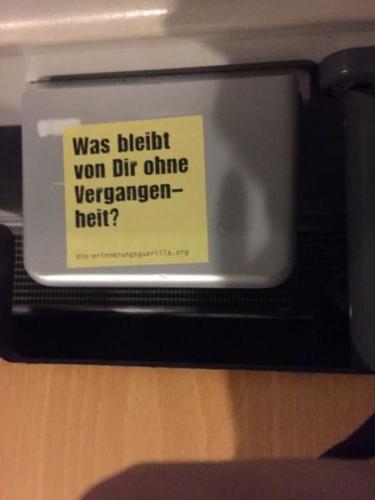 Was bleibt
von Dir ohne
Vergangen–
heit?
die-erinnerungsguerilla.org